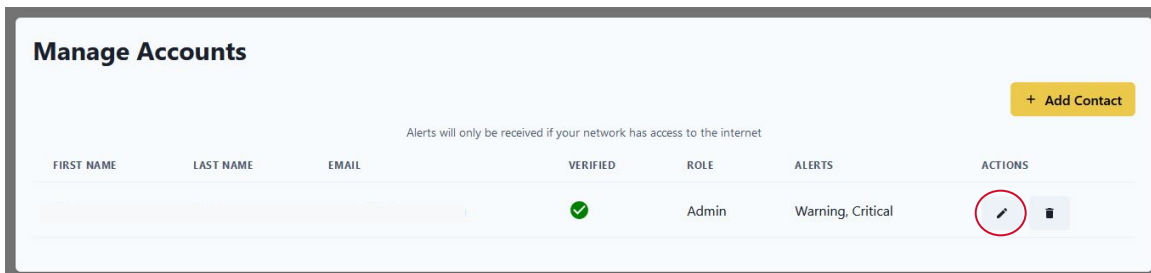 Manage Accounts
+ Add Contact
Alerts will only be received if your network has access to the internet
FIRST NAME LAST NAME EMAIL VERIFIED ROLE ALERTS ACTIONS
Admin Warning, Critical